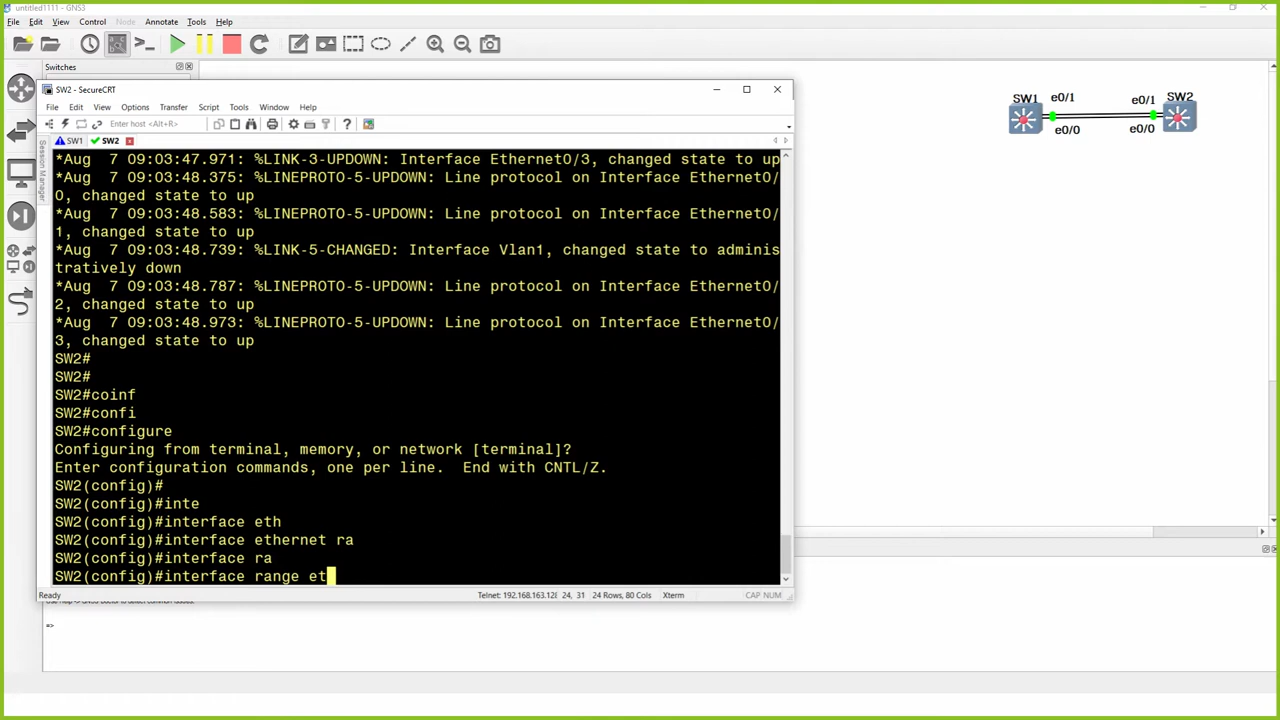 untitled1111 - GNS3
File Edit View Control Node Annotate Tools Help
Switches
SW2 - SecureCRT
File Edit View Options Transfer Script Tools Window Help
Enter host <Alt+R>
SW1 SW2
Session Manager
*Aug  7 09:03:47.971: %LINK-3-UPDOWN: Interface Ethernet0/3, changed state to up
*Aug  7 09:03:48.375: %LINEPROTO-5-UPDOWN: Line protocol on Interface Ethernet0/
0, changed state to up
*Aug  7 09:03:48.583: %LINEPROTO-5-UPDOWN: Line protocol on Interface Ethernet0/
1, changed state to up
*Aug  7 09:03:48.739: %LINK-5-CHANGED: Interface Vlan1, changed state to adminis
tratively down
*Aug  7 09:03:48.787: %LINEPROTO-5-UPDOWN: Line protocol on Interface Ethernet0/
2, changed state to up
*Aug  7 09:03:48.973: %LINEPROTO-5-UPDOWN: Line protocol on Interface Ethernet0/
3, changed state to up
SW2#
SW2#
SW2#coinf
SW2#confi
SW2#configure
Configuring from terminal, memory, or network [terminal]?
Enter configuration commands, one per line.  End with CNTL/Z.
SW2(config)#
SW2(config)#inte
SW2(config)#interface eth
SW2(config)#interface ethernet ra
SW2(config)#interface ra
SW2(config)#interface range et
Ready Telnet: 192.168.163.128 24, 31 24 Rows, 80 Cols Xterm CAP NUM
=>
SW1 e0/1 e0/1 SW2
e0/0 e0/0